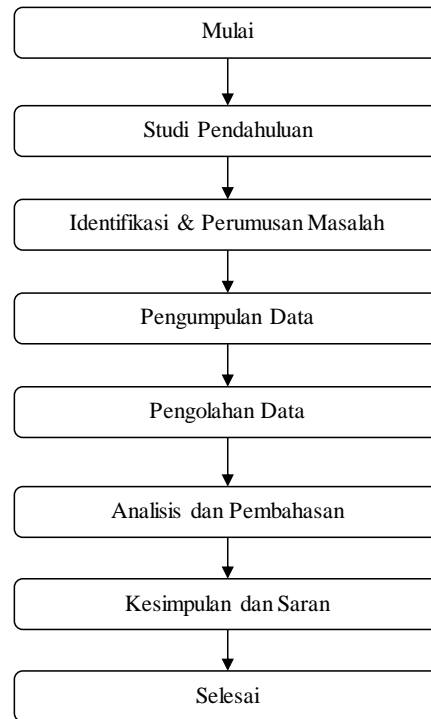 Mulai
Studi Pendahuluan
Identifikasi & Perumusan Masalah
Pengumpulan Data
Pengolahan Data
Analisis dan Pembahasan
Kesimpulan dan Saran
Selesai